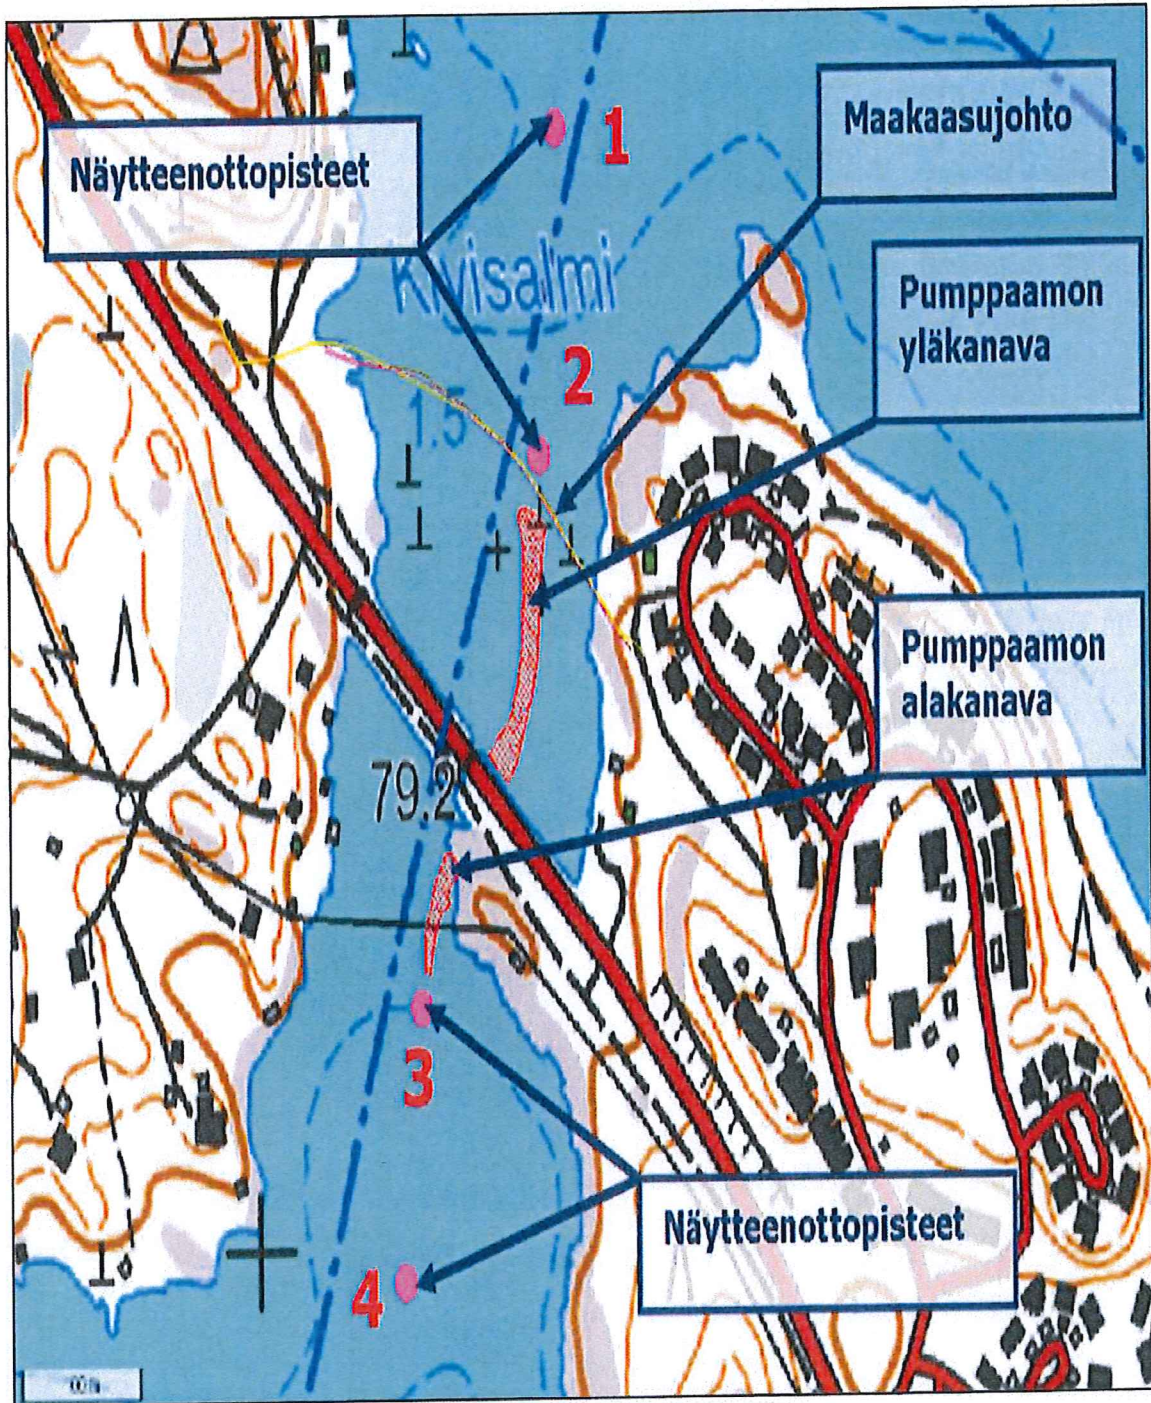 1
Maakaasujohto
Näytteenottopisteet
Kivisalmi
Pumppaamon
yläkanava
2
1.5
Pumppaamon
alakanava
79.2
3
Näytteenottopisteet
4